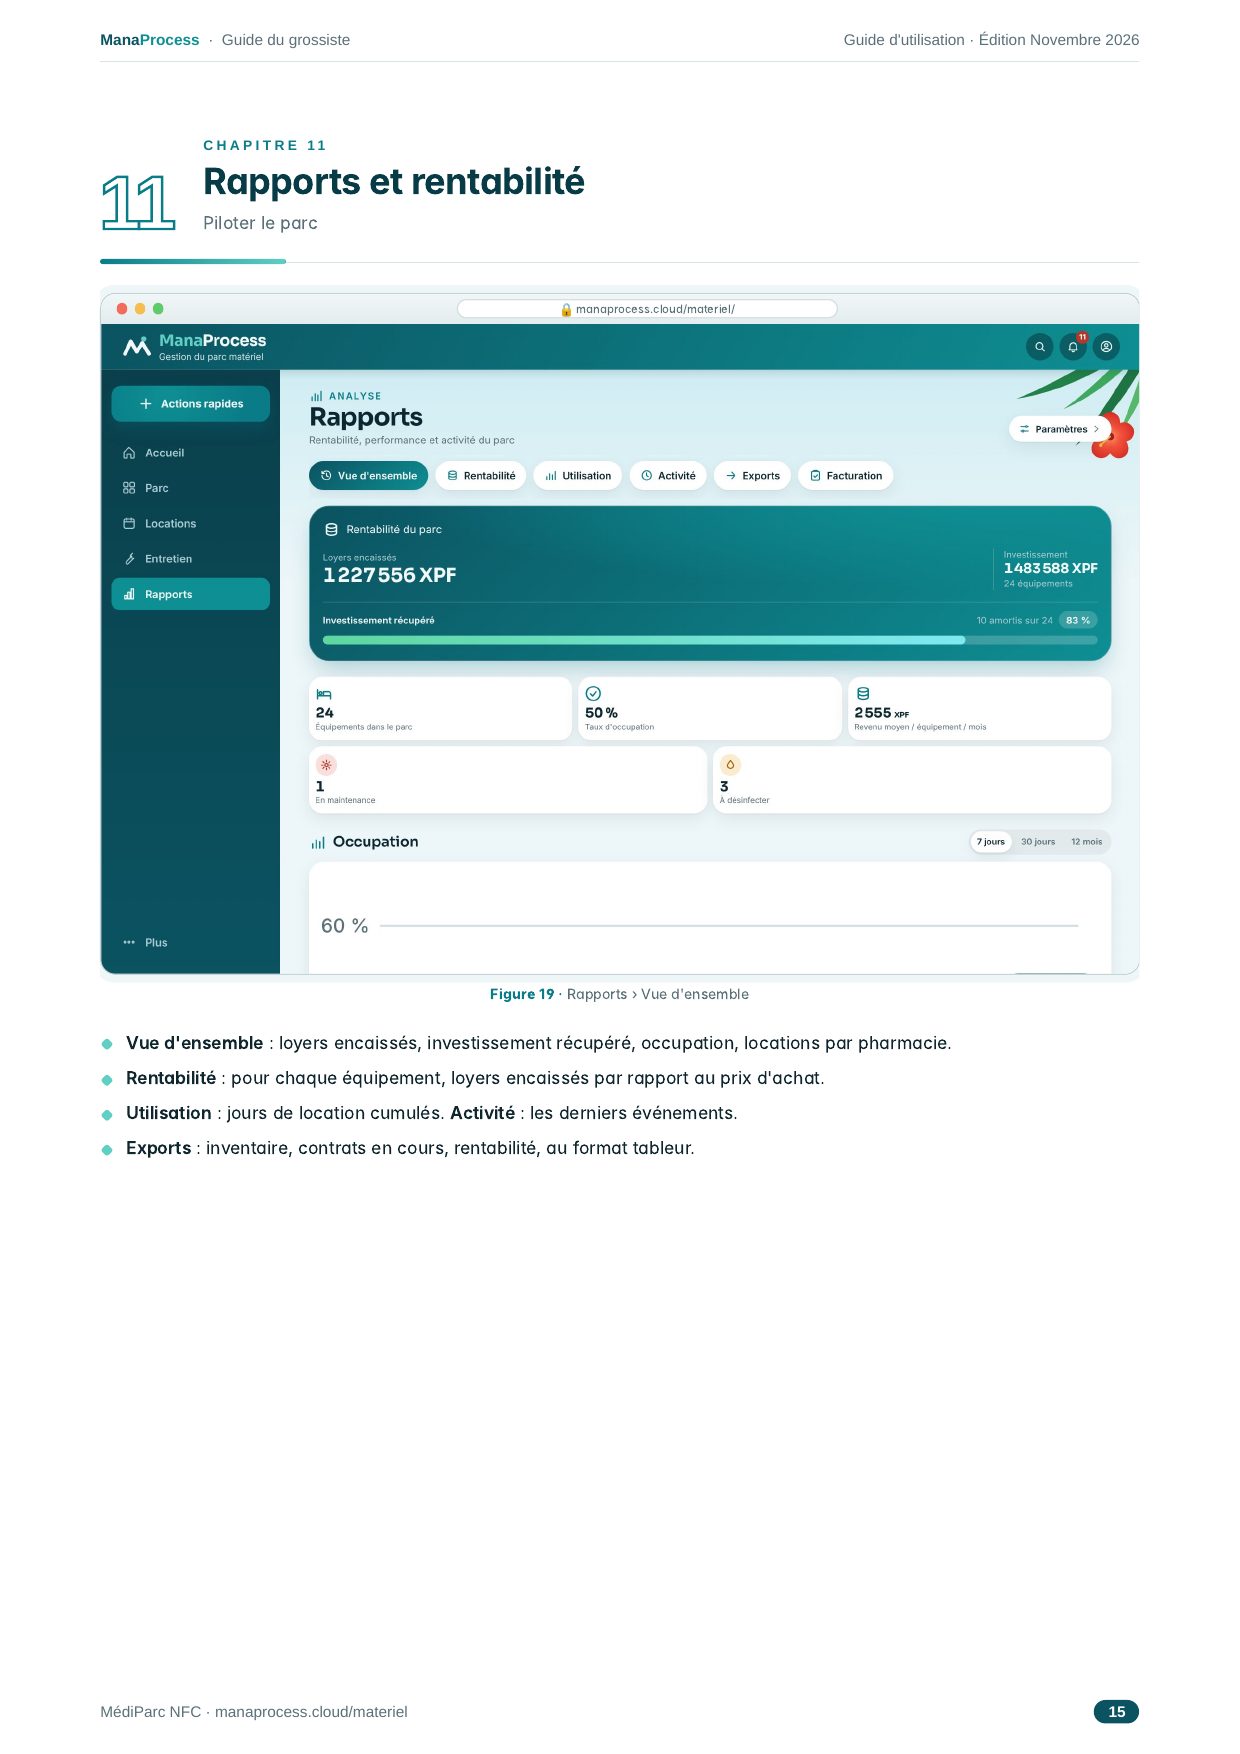 ManaProcess · Guide du grossiste
Guide d'utilisation · Édition Novembre 2026
CHAPITRE 11
11
Rapports et rentabilité
Piloter le parc
manaprocess.cloud/materiel/
ManaProcess
Gestion du parc matériel
11
Actions rapides
Accueil
Parc
Locations
Entretien
Rapports
Plus
ANALYSE
Rapports
Rentabilité, performance et activité du parc
Paramètres
Vue d'ensemble
Rentabilité
Utilisation
Activité
Exports
Facturation
Rentabilité du parc
Loyers encaissés
1 227 556 XPF
Investissement
1 483 588 XPF
24 équipements
Investissement récupéré
10 amortis sur 24
83 %
24
Équipements dans le parc
50 %
Taux d'occupation
2 555 XPF
Revenu moyen / équipement / mois
1
En maintenance
3
À désinfecter
Occupation
7 jours
30 jours
12 mois
60 %
Figure 19 · Rapports › Vue d'ensemble
Vue d'ensemble : loyers encaissés, investissement récupéré, occupation, locations par pharmacie.
Rentabilité : pour chaque équipement, loyers encaissés par rapport au prix d'achat.
Utilisation : jours de location cumulés. Activité : les derniers événements.
Exports : inventaire, contrats en cours, rentabilité, au format tableur.
MédiParc NFC · manaprocess.cloud/materiel
15